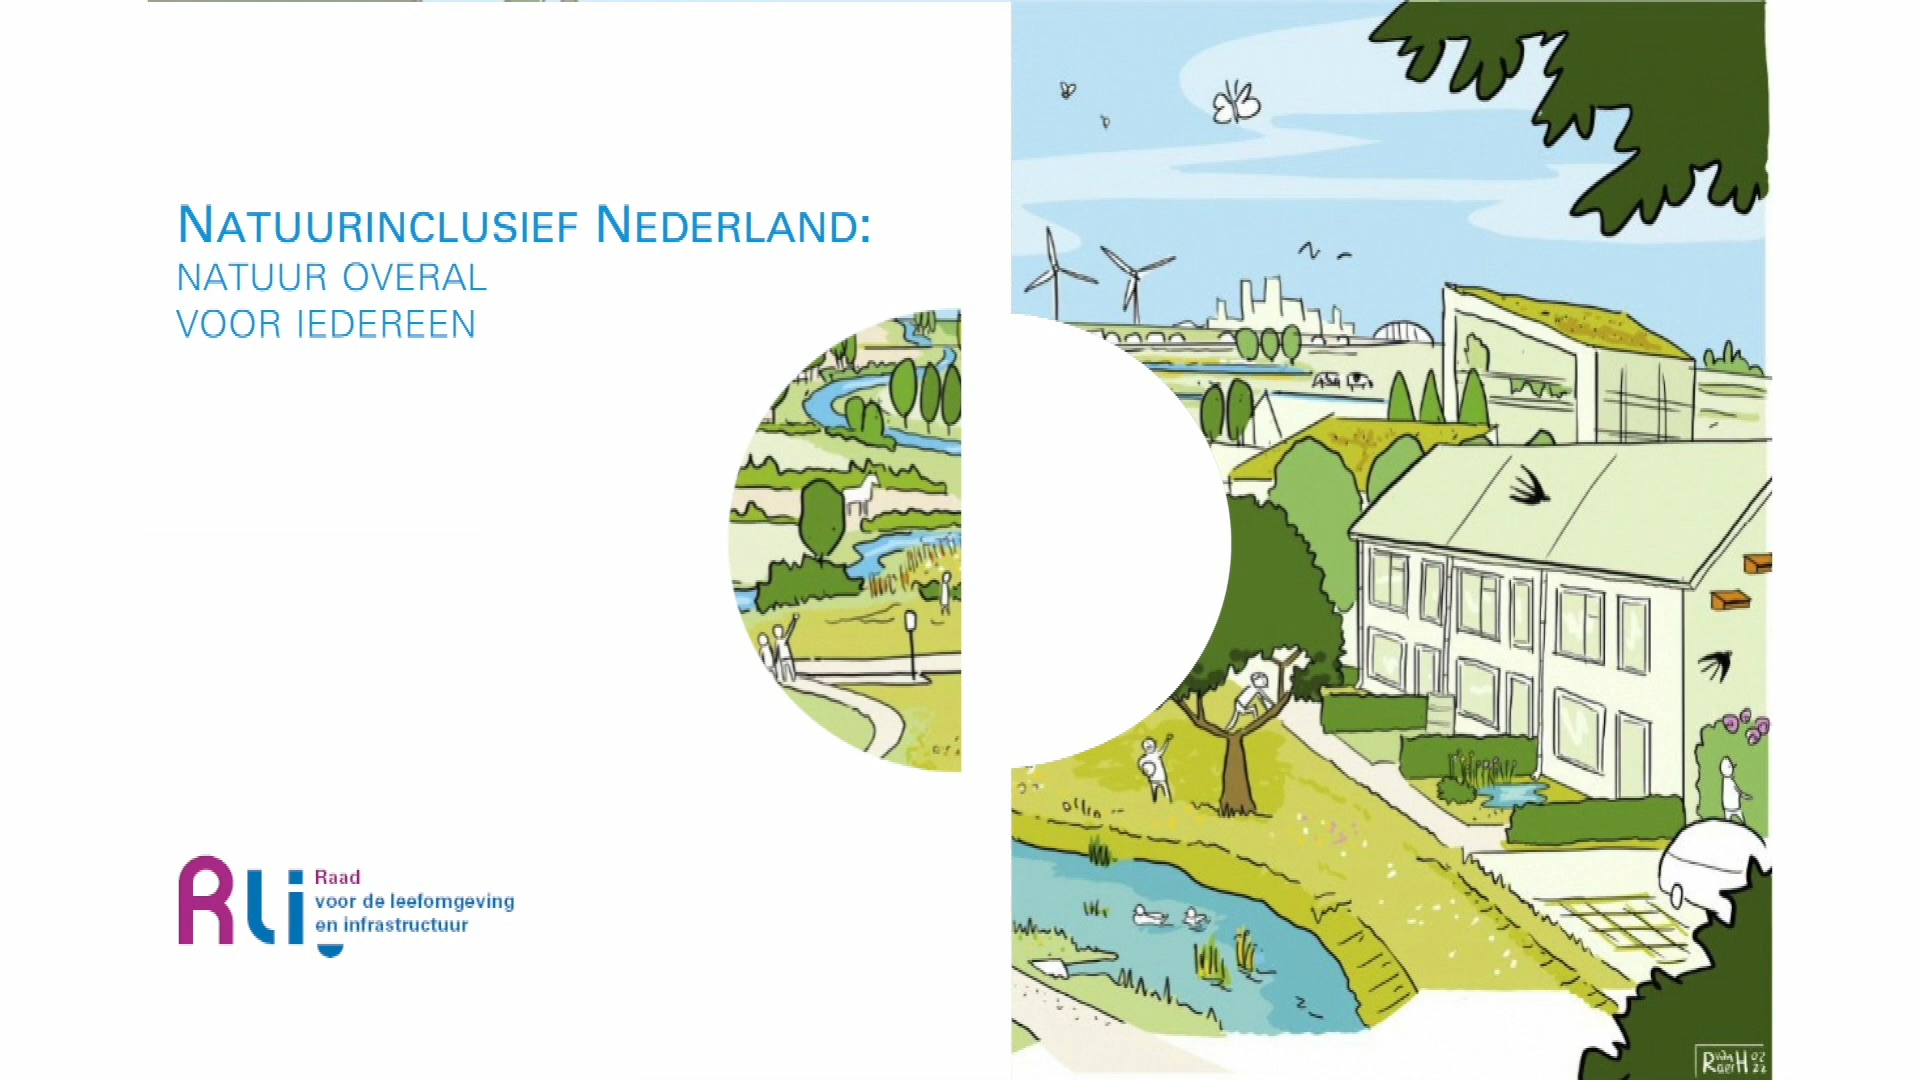 NATUURINCLUSIEF NEDERLAND:
NATUUR OVERAL
VOOR IEDEREEN
Rli
Raad
voor de leefomgeving
en infrastructuur